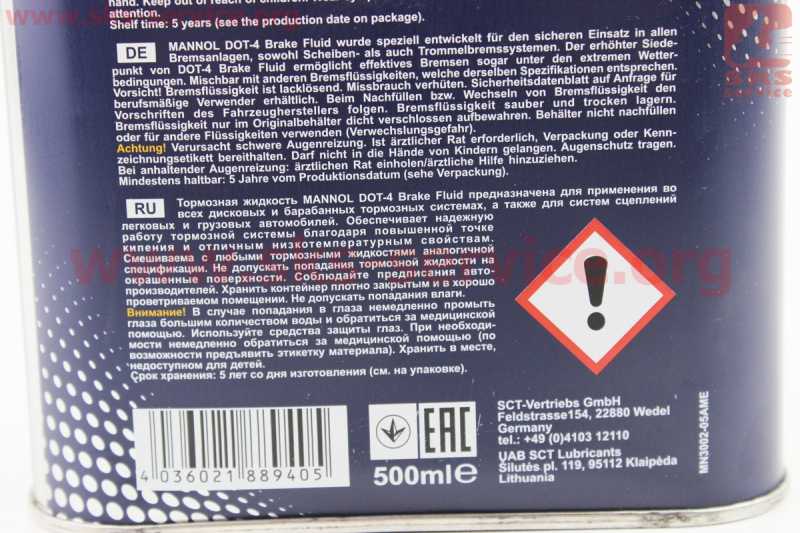 hand. Keep out of reach of children. 
attention.
Shelf time: 5 years (see the production date on package).
DE MANNOL DOT-4 Brake Fluid wurde speziell entwickelt für den sicheren Einsatz in allen
Bremsanlagen, sowohl Scheiben- als auch Trommelbremssystemen. Der erhöhte Siede-
punkt von DOT-4 Brake Fluid ermöglicht effektives Bremsen sogar unter den extremen Wetter-
bedingungen. Mischbar mit anderen Bremsflüssigkeiten, welche derselben Spezifikationen entsprechen.
Vorsicht! Bremsflüssigkeit ist lacklösend. Missbrauch verhüten. Sicherheitsdatenblatt auf Anfrage für
berufsmäßige Verwender erhältlich. Beim Nachfüllen bzw. Wechseln von Bremsflüssigkeit den
Vorschriften des Fahrzeugherstellers folgen. Bremsflüssigkeit sauber und trocken lagern.
Bremsflüssigkeit nur im Originalbehälter dicht verschlossen aufbewahren. Behälter nicht nachfüllen
oder für andere Flüssigkeiten verwenden (Verwechslungsgefahr).
Achtung! Verursacht schwere Augenreizung. Ist ärztlicher Rat erforderlich, Verpackung oder Kenn-
zeichnungsetikett bereithalten. Darf nicht in die Hände von Kindern gelangen. Augenschutz tragen.
Bei anhaltender Augenreizung: ärztlichen Rat einholen/ärztliche Hilfe hinzuziehen.
Mindestens haltbar: 5 Jahre vom Produktionsdatum (siehe Verpackung).
RU Тормозная жидкость MANNOL DOT-4 Brake Fluid предназначена для применения во
всех дисковых и барабанных тормозных системах, а также для систем сцеплений
легковых и грузовых автомобилей. Обеспечивает надежную
работу тормозной системы благодаря повышенной точке
кипения и отличным низкотемпературным свойствам.
Смешиваема с любыми тормозными жидкостями аналогичной
спецификации. Не допускать попадания тормозной жидкости на
окрашенные поверхности. Соблюдайте предписания авто-
производителей. Хранить контейнер плотно закрытым и в хорошо
проветриваемом помещении. Не допускать попадания влаги.
Внимание! В случае попадания в глаза немедленно промыть
глаза большим количеством воды и обратиться за медицинской
помощью. Используйте средства защиты глаз. При необходи-
мости немедленно обратиться за медицинской помощью (по
возможности предъявить этикетку материала). Хранить в месте,
недоступном для детей.
Срок хранения: 5 лет со дня изготовления (см. на упаковке).
4 036021 889405
EAC
500ml e
SCT-Vertriebs GmbH
Feldstrasse154, 22880 Wedel
Germany
tel.: +49 (0)4103 12110
UAB SCT Lubricants
Šilutės pl. 119, 95112 Klaipėda
Lithuania
MN3002-05AME
SKS
service